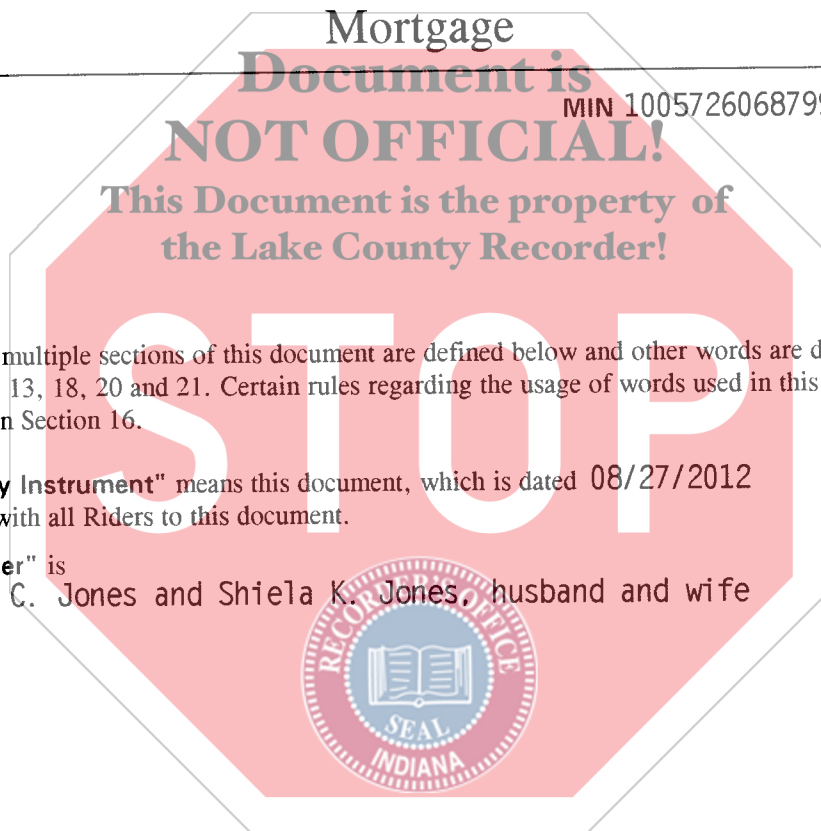 Mortgage
Document is
MIN 100572606879
NOT OFFICIAL!
This Document is the property of
the Lake County Recorder!
STOP
multiple sections of this document are defined below and other words are
13, 18, 20 and 21. Certain rules regarding the usage of words used in this
n Section 16.
y Instrument" means this document, which is dated 08/27/2012
with all Riders to this document.
er" is
C. Jones and Shiela K. Jones, husband and wife
RECORDER'S OFFICE
SEAL
INDIANA